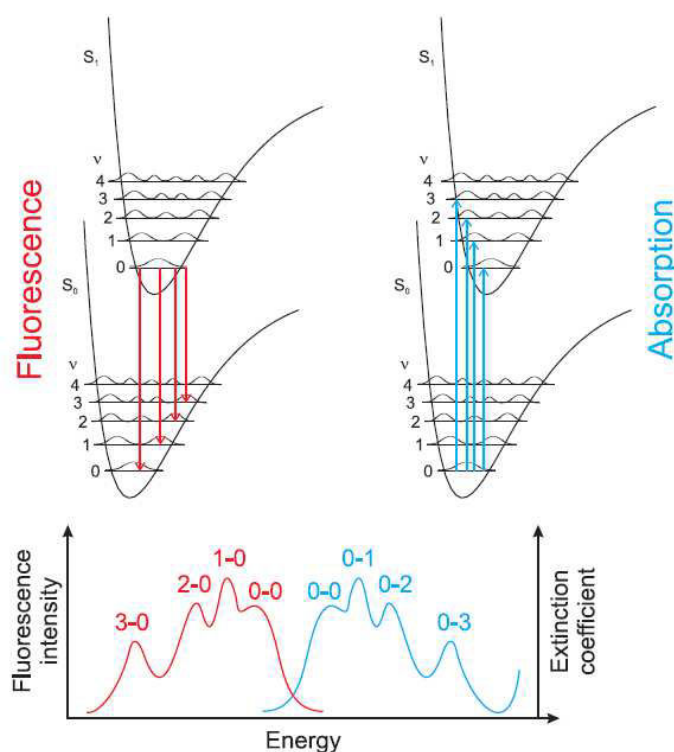 S₁
ν
4
3
2
1
0
S₀
ν
4
3
2
1
0
Fluorescence
S₁
ν
4
3
2
1
0
S₀
ν
4
3
2
1
0
Absorption
Fluorescence
intensity
3-0
2-0
1-0
0-0
0-0
0-1
0-2
0-3
Extinction
coefficient
Energy